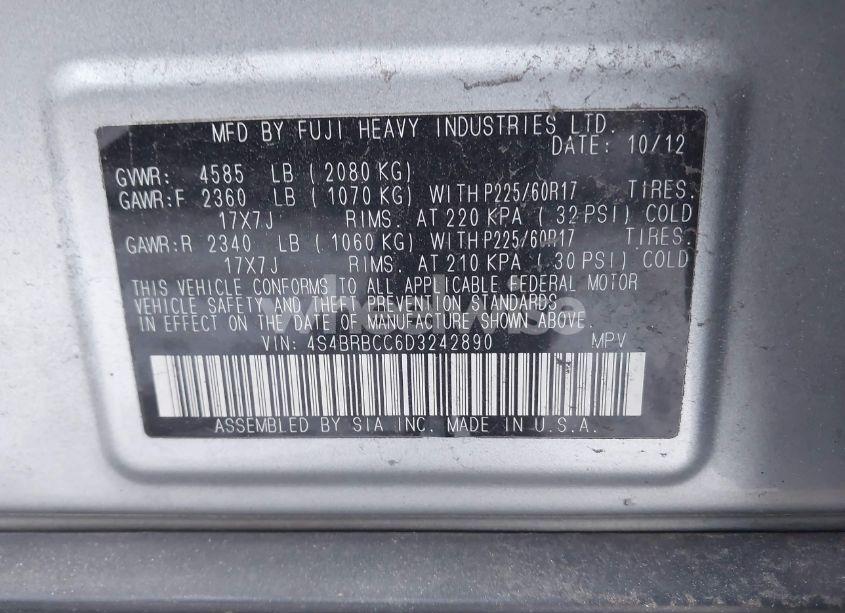 MFD BY FUJI HEAVY INDUSTRIES LTD.
DATE: 10/12
GVWR: 4585 LB ( 2080 KG)
GAWR:F 2360 LB ( 1070 KG) WITH P225/60R17 TIRES.
17X7J RIMS. AT 220 KPA ( 32 PSI) COLD
GAWR:R 2340 LB ( 1060 KG) WITH P225/60R17 TIRES.
17X7J RIMS. AT 210 KPA ( 30 PSI) COLD
THIS VEHICLE CONFORMS TO ALL APPLICABLE FEDERAL MOTOR
VEHICLE SAFETY AND THEFT PREVENTION STANDARDS
IN EFFECT ON THE DATE OF MANUFACTURE SHOWN ABOVE.
wheelwise
VIN: 4S4BRBCC6D3242890 MPV
ASSEMBLED BY SIA INC. MADE IN U.S.A.